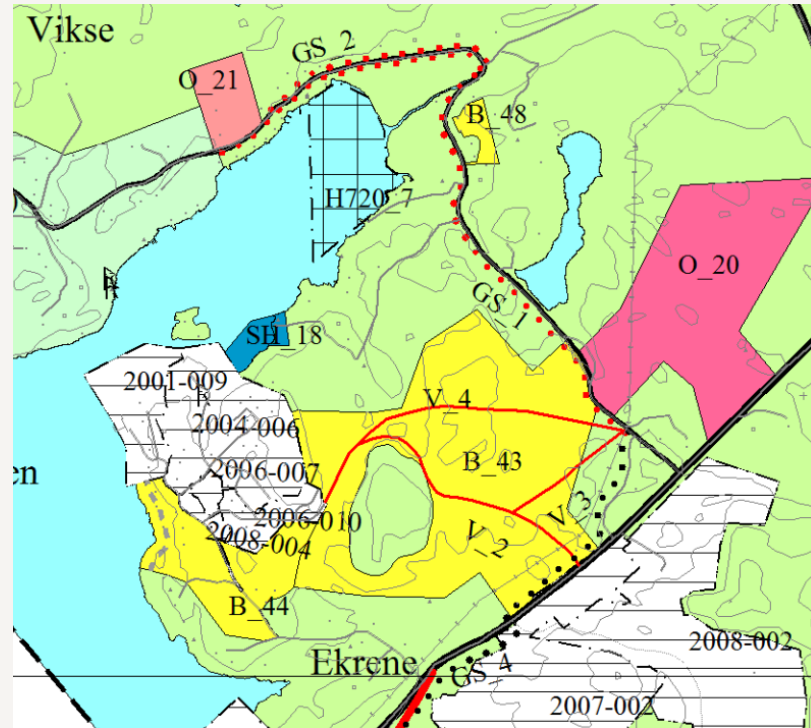 Vikse
GS_2
O_21
B_48
H720_7
O_20
GS_1
SH_18
2001-009
V_4
2004-006
B_43
2006-007
en
2006-010
V_3
2008-004
V_2
B_44
2008-002
Ekrene
GS_4
2007-002